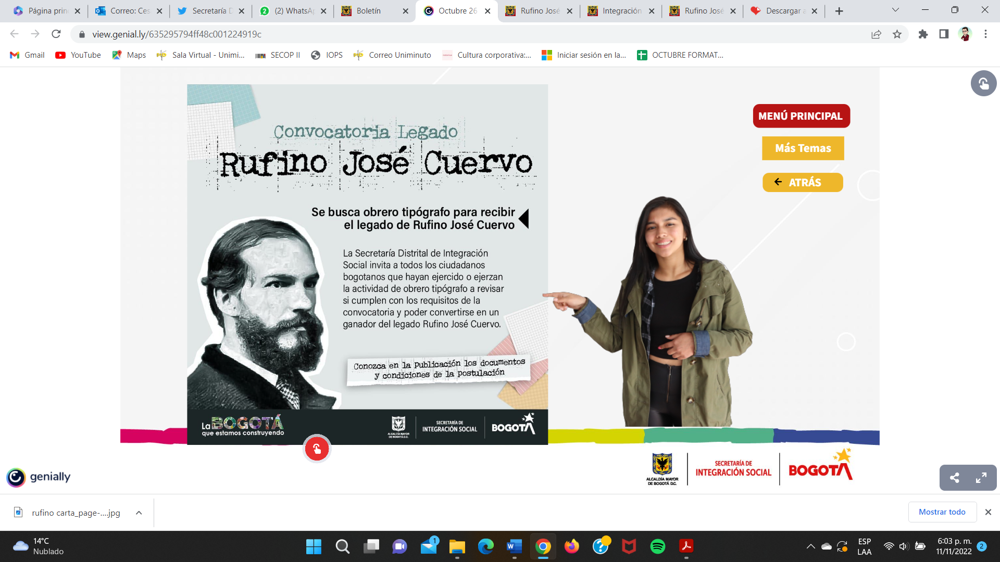 Página prin
Correo: Ces
Secretaría D
(2) WhatsAp
Boletín
Octubre 26
Rufino José
Integración
Rufino José
Descargar a
view.genial.ly/635295794ff48c001224919c
Gmail
YouTube
Maps
Sala Virtual - Unimi...
SECOP II
IOPS
Correo Uniminuto
Cultura corporativa:...
Iniciar sesión en la...
OCTUBRE FORMAT...
Convocatoria Legado
Rufino José Cuervo
Se busca obrero tipógrafo para recibir
el legado de Rufino José Cuervo
La Secretaría Distrital de Integración
Social invita a todos los ciudadanos
bogotanos que hayan ejercido o ejerzan
la actividad de obrero tipógrafo a revisar
si cumplen con los requisitos de la
convocatoria y poder convertirse en un
ganador del legado Rufino José Cuervo.
Conozca en la publicación los documentos
y condiciones de la postulación
La BOGOTÁ
que estamos construyendo
ALCALDÍA MAYOR
DE BOGOTÁ D.C.
SECRETARÍA DE
INTEGRACIÓN SOCIAL
BOGOTÁ
MENÚ PRINCIPAL
Más Temas
ATRÁS
ALCALDÍA MAYOR
DE BOGOTÁ D.C.
SECRETARÍA DE
INTEGRACIÓN SOCIAL
BOGOTÁ
genially
rufino carta_page-....jpg
Mostrar todo
14°C
Nublado
1
ESP
LAA
6:03 p. m.
11/11/2022
2